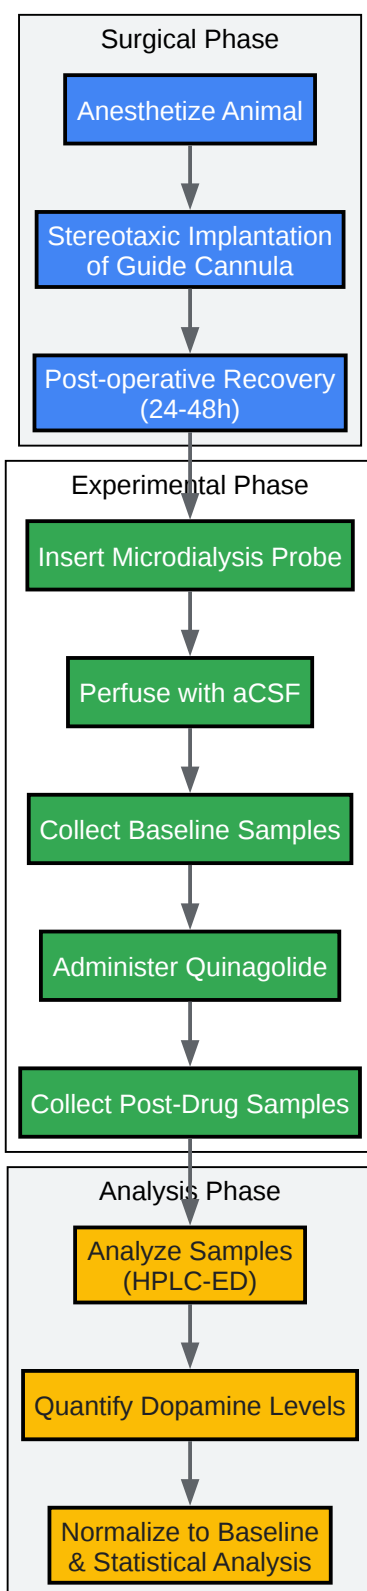 Surgical Phase
Anesthetize Animal
Stereotaxic Implantation
of Guide Cannula
Post-operative Recovery
(24-48h)
Experimental Phase
Insert Microdialysis Probe
Perfuse with aCSF
Collect Baseline Samples
Administer Quinagolide
Collect Post-Drug Samples
Analysis Phase
Analyze Samples
(HPLC-ED)
Quantify Dopamine Levels
Normalize to Baseline
& Statistical Analysis